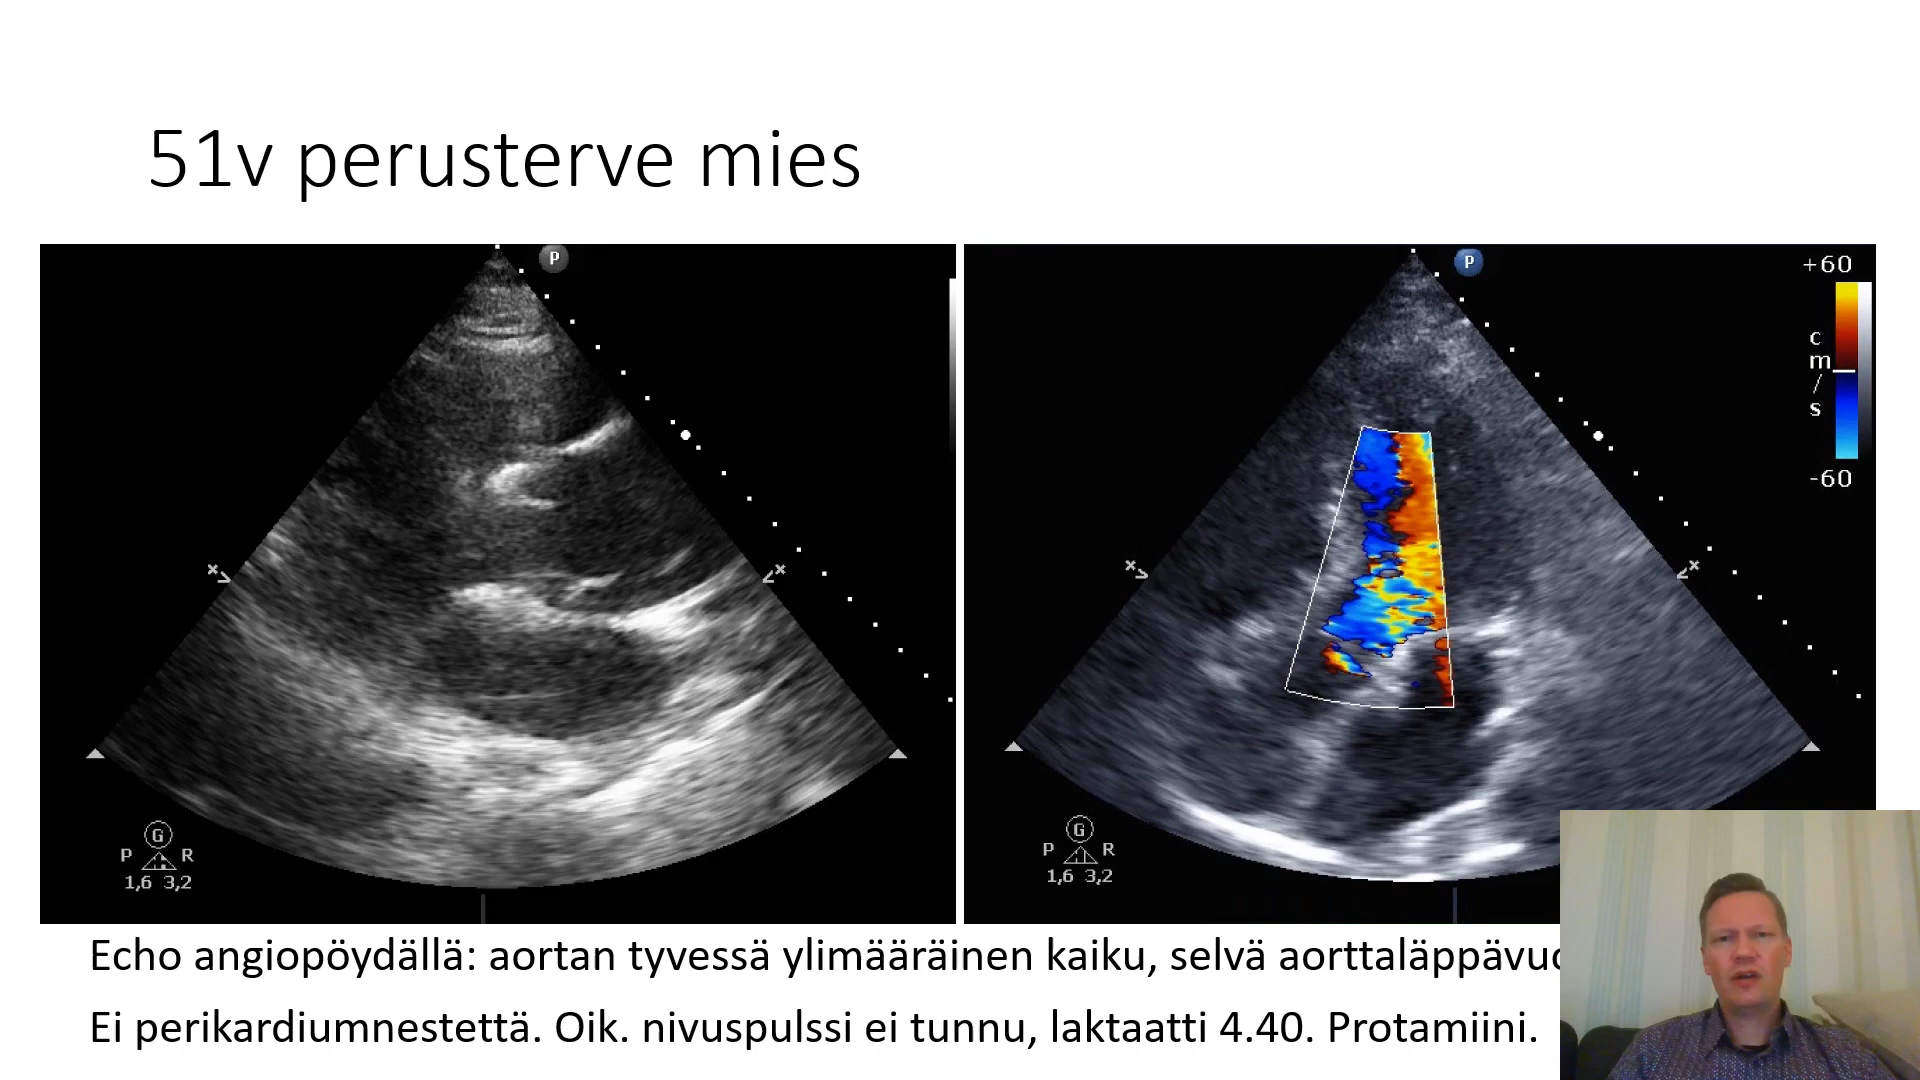 51v perusterve mies
P
P
+60
c
m
/
s
-60
G
P R
1,6 3,2
G
P R
1,6 3,2
Echo angiopöydällä: aortan tyvessä ylimääräinen kaiku, selvä
Ei perikardiumnestettä. Oik. nivuspulssi ei tunnu, laktaatti 4.40. Protamiini.